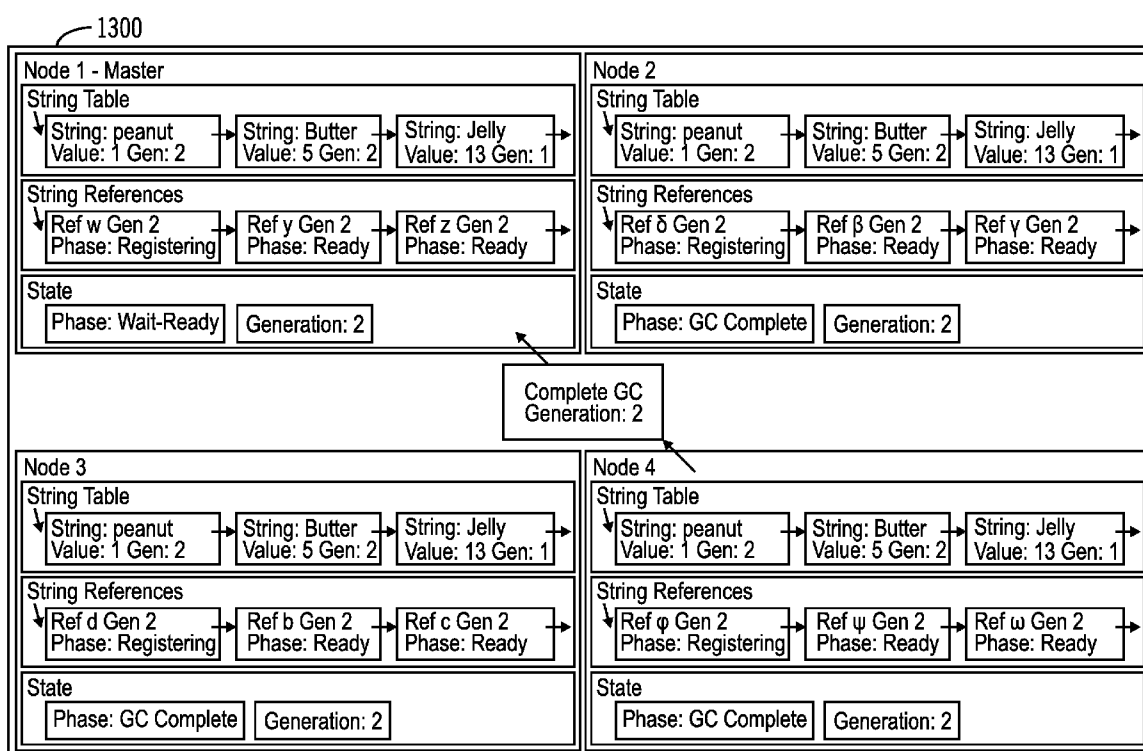 1300
Node 1 - Master
String Table
String: peanut
Value: 1 Gen: 2
String: Butter
Value: 5 Gen: 2
String: Jelly
Value: 13 Gen: 1
String References
Ref w Gen 2
Phase: Registering
Ref y Gen 2
Phase: Ready
Ref z Gen 2
Phase: Ready
State
Phase: Wait-Ready
Generation: 2
Node 2
String Table
String: peanut
Value: 1 Gen: 2
String: Butter
Value: 5 Gen: 2
String: Jelly
Value: 13 Gen: 1
String References
Ref δ Gen 2
Phase: Registering
Ref β Gen 2
Phase: Ready
Ref γ Gen 2
Phase: Ready
State
Phase: GC Complete
Generation: 2
Complete GC
Generation: 2
Node 3
String Table
String: peanut
Value: 1 Gen: 2
String: Butter
Value: 5 Gen: 2
String: Jelly
Value: 13 Gen: 1
String References
Ref d Gen 2
Phase: Registering
Ref b Gen 2
Phase: Ready
Ref c Gen 2
Phase: Ready
State
Phase: GC Complete
Generation: 2
Node 4
String Table
String: peanut
Value: 1 Gen: 2
String: Butter
Value: 5 Gen: 2
String: Jelly
Value: 13 Gen: 1
String References
Ref φ Gen 2
Phase: Registering
Ref ψ Gen 2
Phase: Ready
Ref ω Gen 2
Phase: Ready
State
Phase: GC Complete
Generation: 2